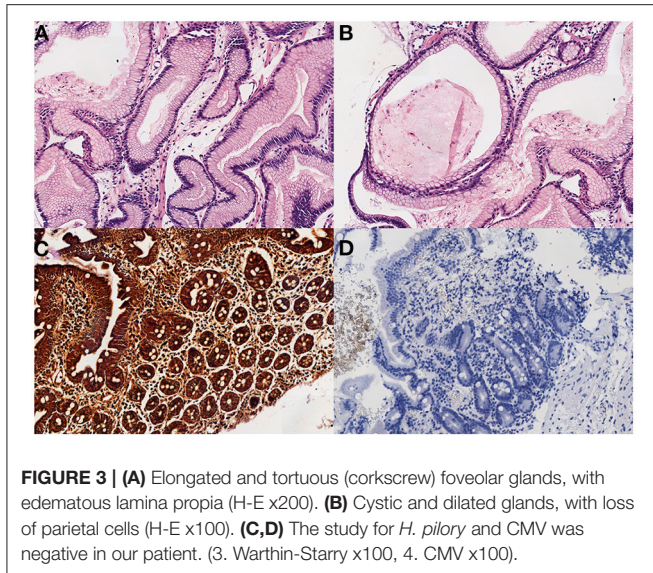 A
B
C
D
FIGURE 3 | (A) Elongated and tortuous (corkscrew) foveolar glands, with
edematous lamina propia (H-E x200). (B) Cystic and dilated glands, with loss
of parietal cells (H-E x100). (C,D) The study for H. pilory and CMV was
negative in our patient. (3. Warthin-Starry x100, 4. CMV x100).